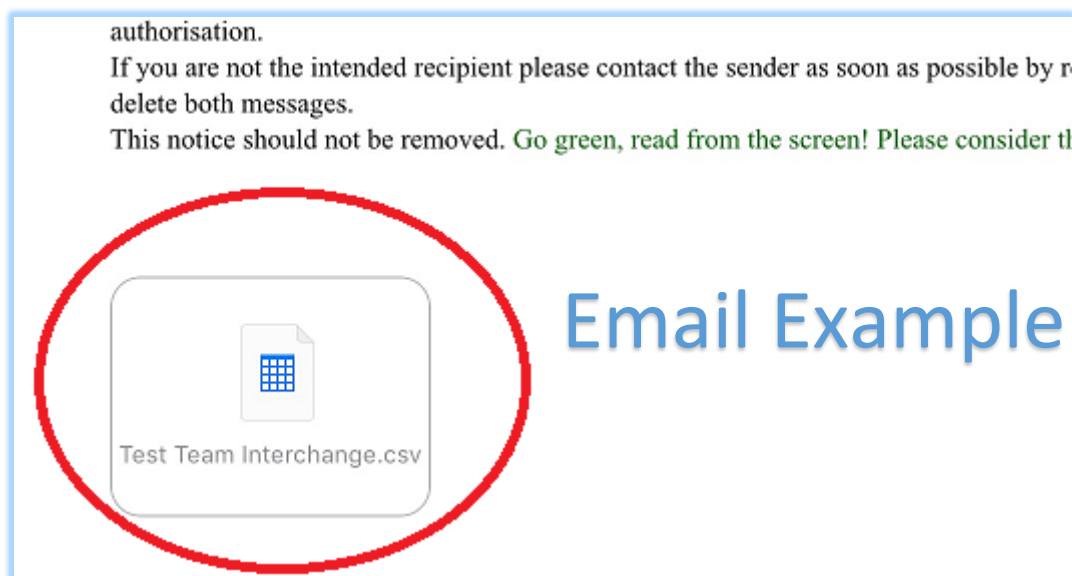 authorisation.
If you are not the intended recipient please contact the sender as soon as possible by
delete both messages.
This notice should not be removed. Go green, read from the screen! Please consider
Email Example
Test Team Interchange.csv